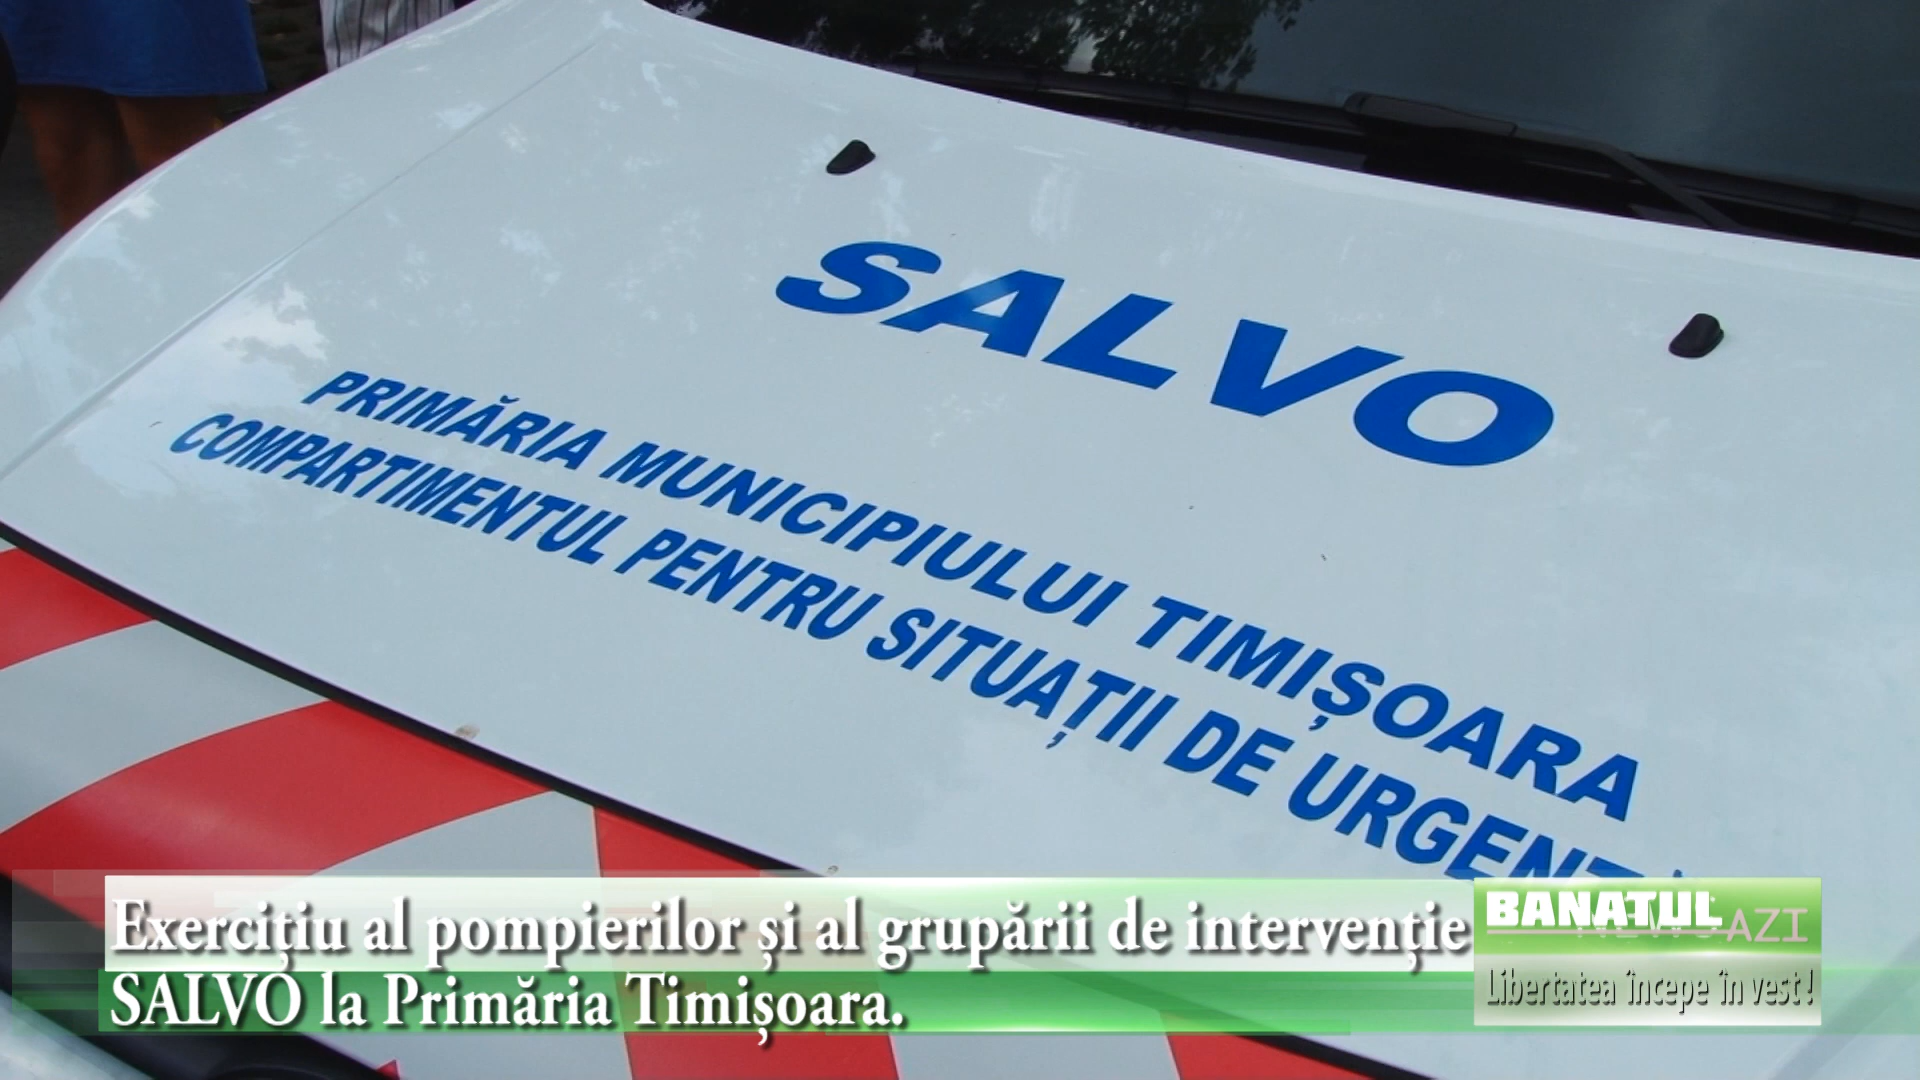 SALVO
PRIMĂRIA MUNICIPIULUI TIMIȘOARA
COMPARTIMENTUL PENTRU SITUAȚII DE
Exercițiu al pompierilor și al grupării de intervenție
SALVO la Primăria Timișoara.
BANATUL
NEWS
AZI
Libertatea începe în vest!